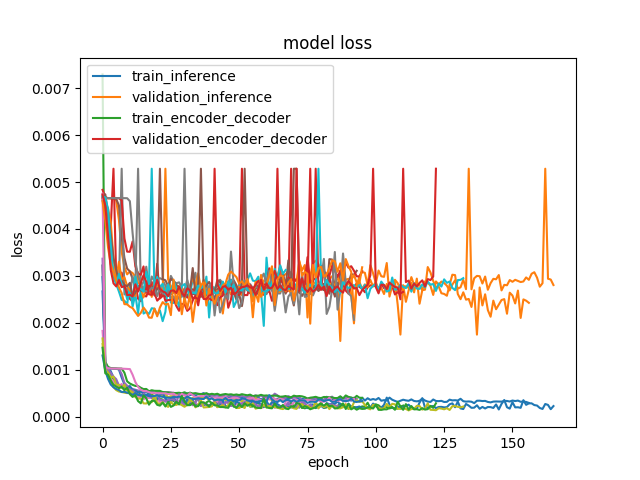 model loss
train_inference
validation_inference
train_encoder_decoder
validation_encoder_decoder
loss
0.007
0.006
0.005
0.004
0.003
0.002
0.001
0.000
0 25 50 75 100 125 150
epoch